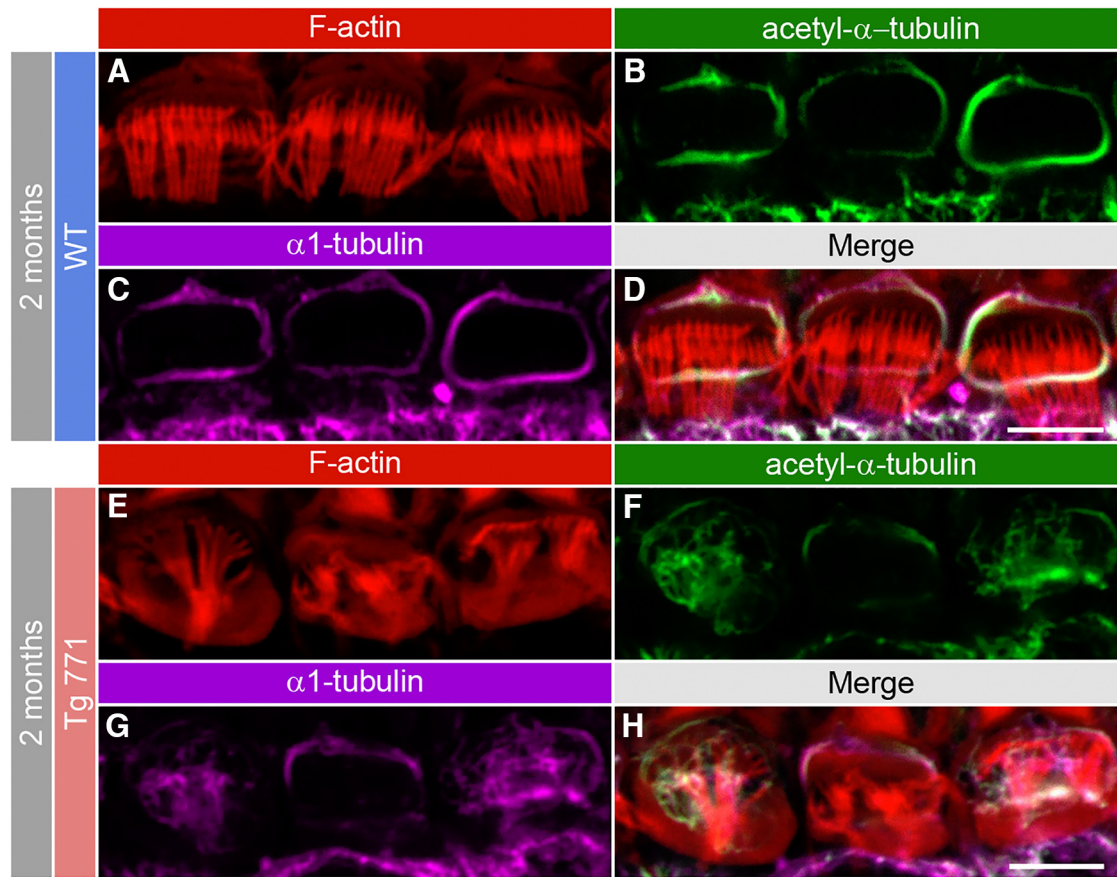 F-actin
acetyl-α–tubulin
A
B
2 months
WT
α1-tubulin
Merge
C
D
F-actin
acetyl-α-tubulin
E
F
2 months
Tg 771
α1-tubulin
Merge
G
H